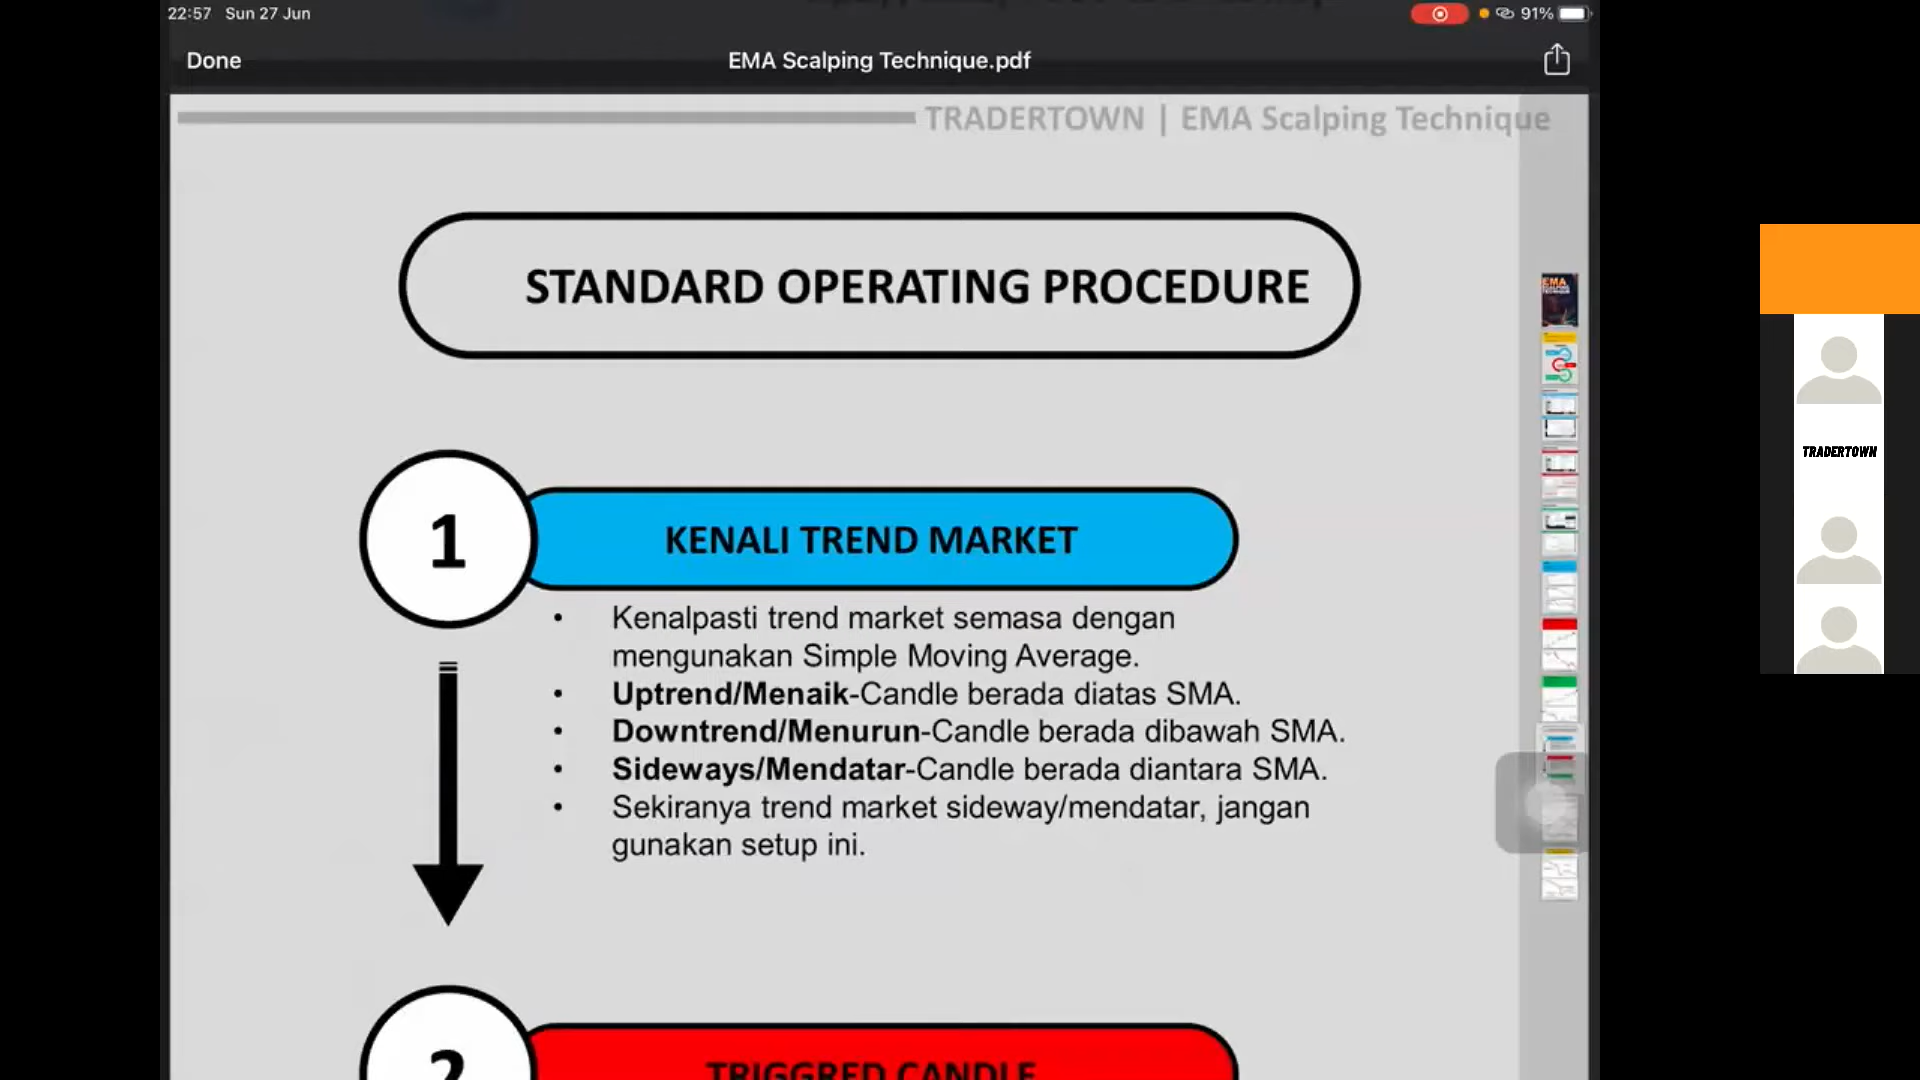 22:57 Sun 27 Jun
91%
Done
EMA Scalping Technique.pdf
TRADERTOWN | EMA Scalping Technique
STANDARD OPERATING PROCEDURE
1
KENALI TREND MARKET
• Kenalpasti trend market semasa dengan
mengunakan Simple Moving Average.
• Uptrend/Menaik-Candle berada diatas SMA.
• Downtrend/Menurun-Candle berada dibawah SMA.
• Sideways/Mendatar-Candle berada diantara SMA.
• Sekiranya trend market sideway/mendatar, jangan
gunakan setup ini.
2
TRIGGRED CANDLE
EMA
TRADERTOWN